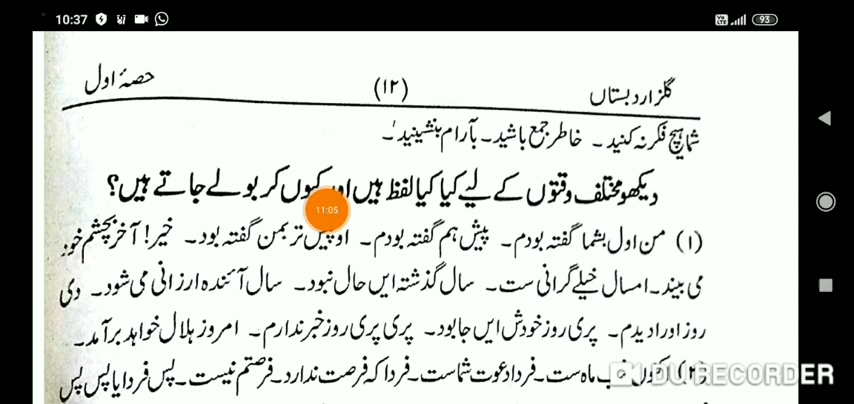 10:37
93
گلزار دبستاں (۱۲) حصۂ اول
شما ہیچ فکر نہ کنید۔ خاطر جمع باشید۔ بآرام بنشینید۔
دیکھو مختلف وقتوں کے لیے کیا کیا لفظ ہیں اور کیوں کر بولے جاتے ہیں؟
11:05
(۱) من اول بشما گفتہ بودم۔ پیش ہم گفتہ بودم۔ او پیش تر بمن گفتہ بود۔ خیر! آخر بچشم خود
می بیند۔ امسال خیلے گرانی ست۔ سال گذشتہ ایں حال نبود۔ سال آئندہ ارزانی می شود۔ دی
روز اورا دیدم۔ پری روز خودش ایں جا بود۔ پری پری روز خبر ندارم۔ امروز ہلال خواہد برآمد۔
(۲) ماہ ست۔ فردا دعوت شماست۔ فردا کہ فرصت ندارد۔ فرصتم نیست۔ پس فردا یا پس پس
DU RECORDER